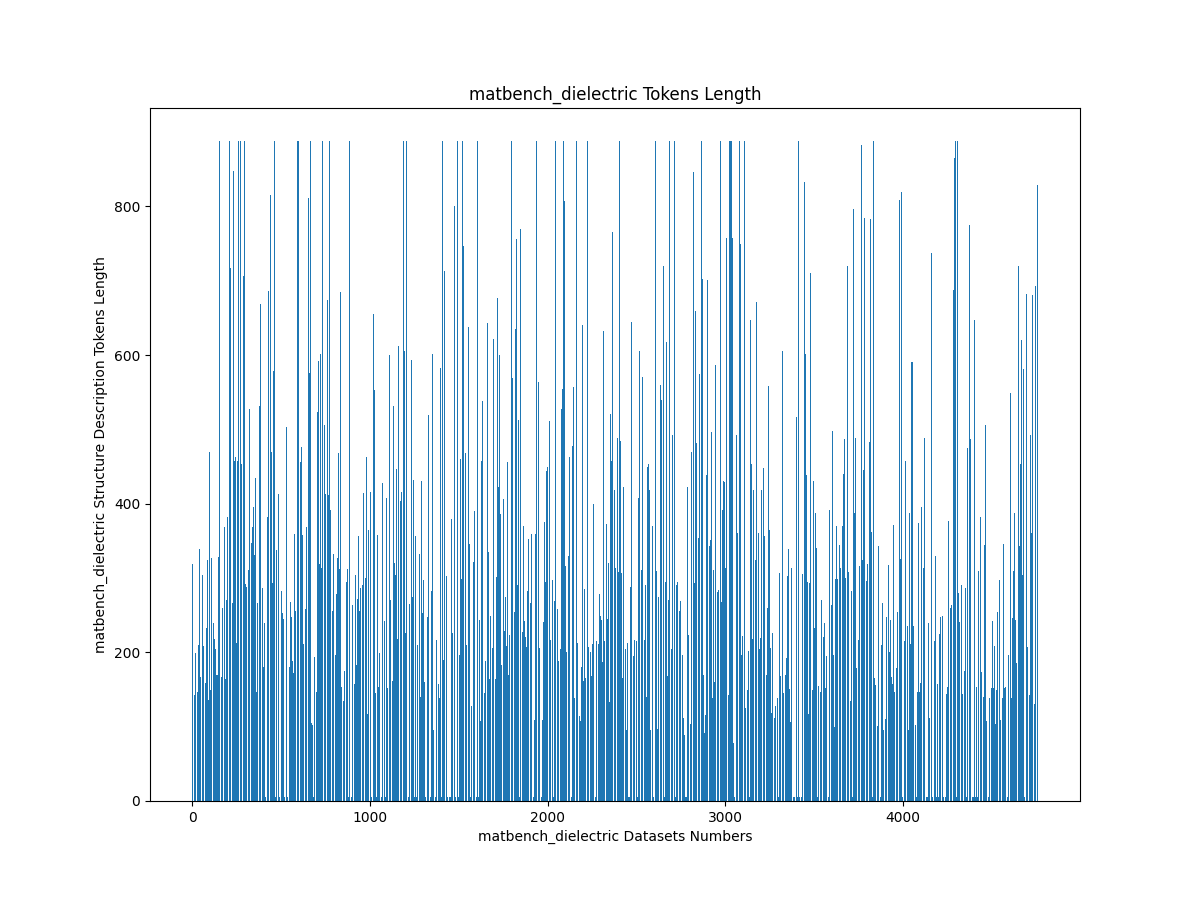 matbench_dielectric Tokens Length
matbench_dielectric Structure Description Tokens Length
800
600
400
200
0
0 1000 2000 3000 4000
matbench_dielectric Datasets Numbers